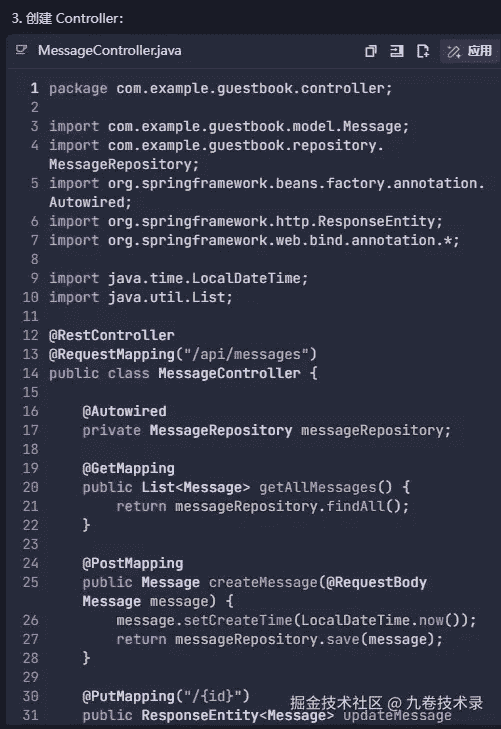 3. 创建 Controller：
MessageController.java
应用
1 package com.example.guestbook.controller;
2
3 import com.example.guestbook.model.Message;
4 import com.example.guestbook.repository.
MessageRepository;
5 import org.springframework.beans.factory.annotation.
Autowired;
6 import org.springframework.http.ResponseEntity;
7 import org.springframework.web.bind.annotation.*;
8
9 import java.time.LocalDateTime;
10 import java.util.List;
11
12 @RestController
13 @RequestMapping("/api/messages")
14 public class MessageController {
15
16     @Autowired
17     private MessageRepository messageRepository;
18
19     @GetMapping
20     public List<Message> getAllMessages() {
21         return messageRepository.findAll();
22     }
23
24     @PostMapping
25     public Message createMessage(@RequestBody
    Message message) {
26         message.setCreateTime(LocalDateTime.now());
27         return messageRepository.save(message);
28     }
29
30     @PutMapping("/{id}")
31     public ResponseEntity<Message> updateMessage
掘金技术社区 @ 九卷技术录